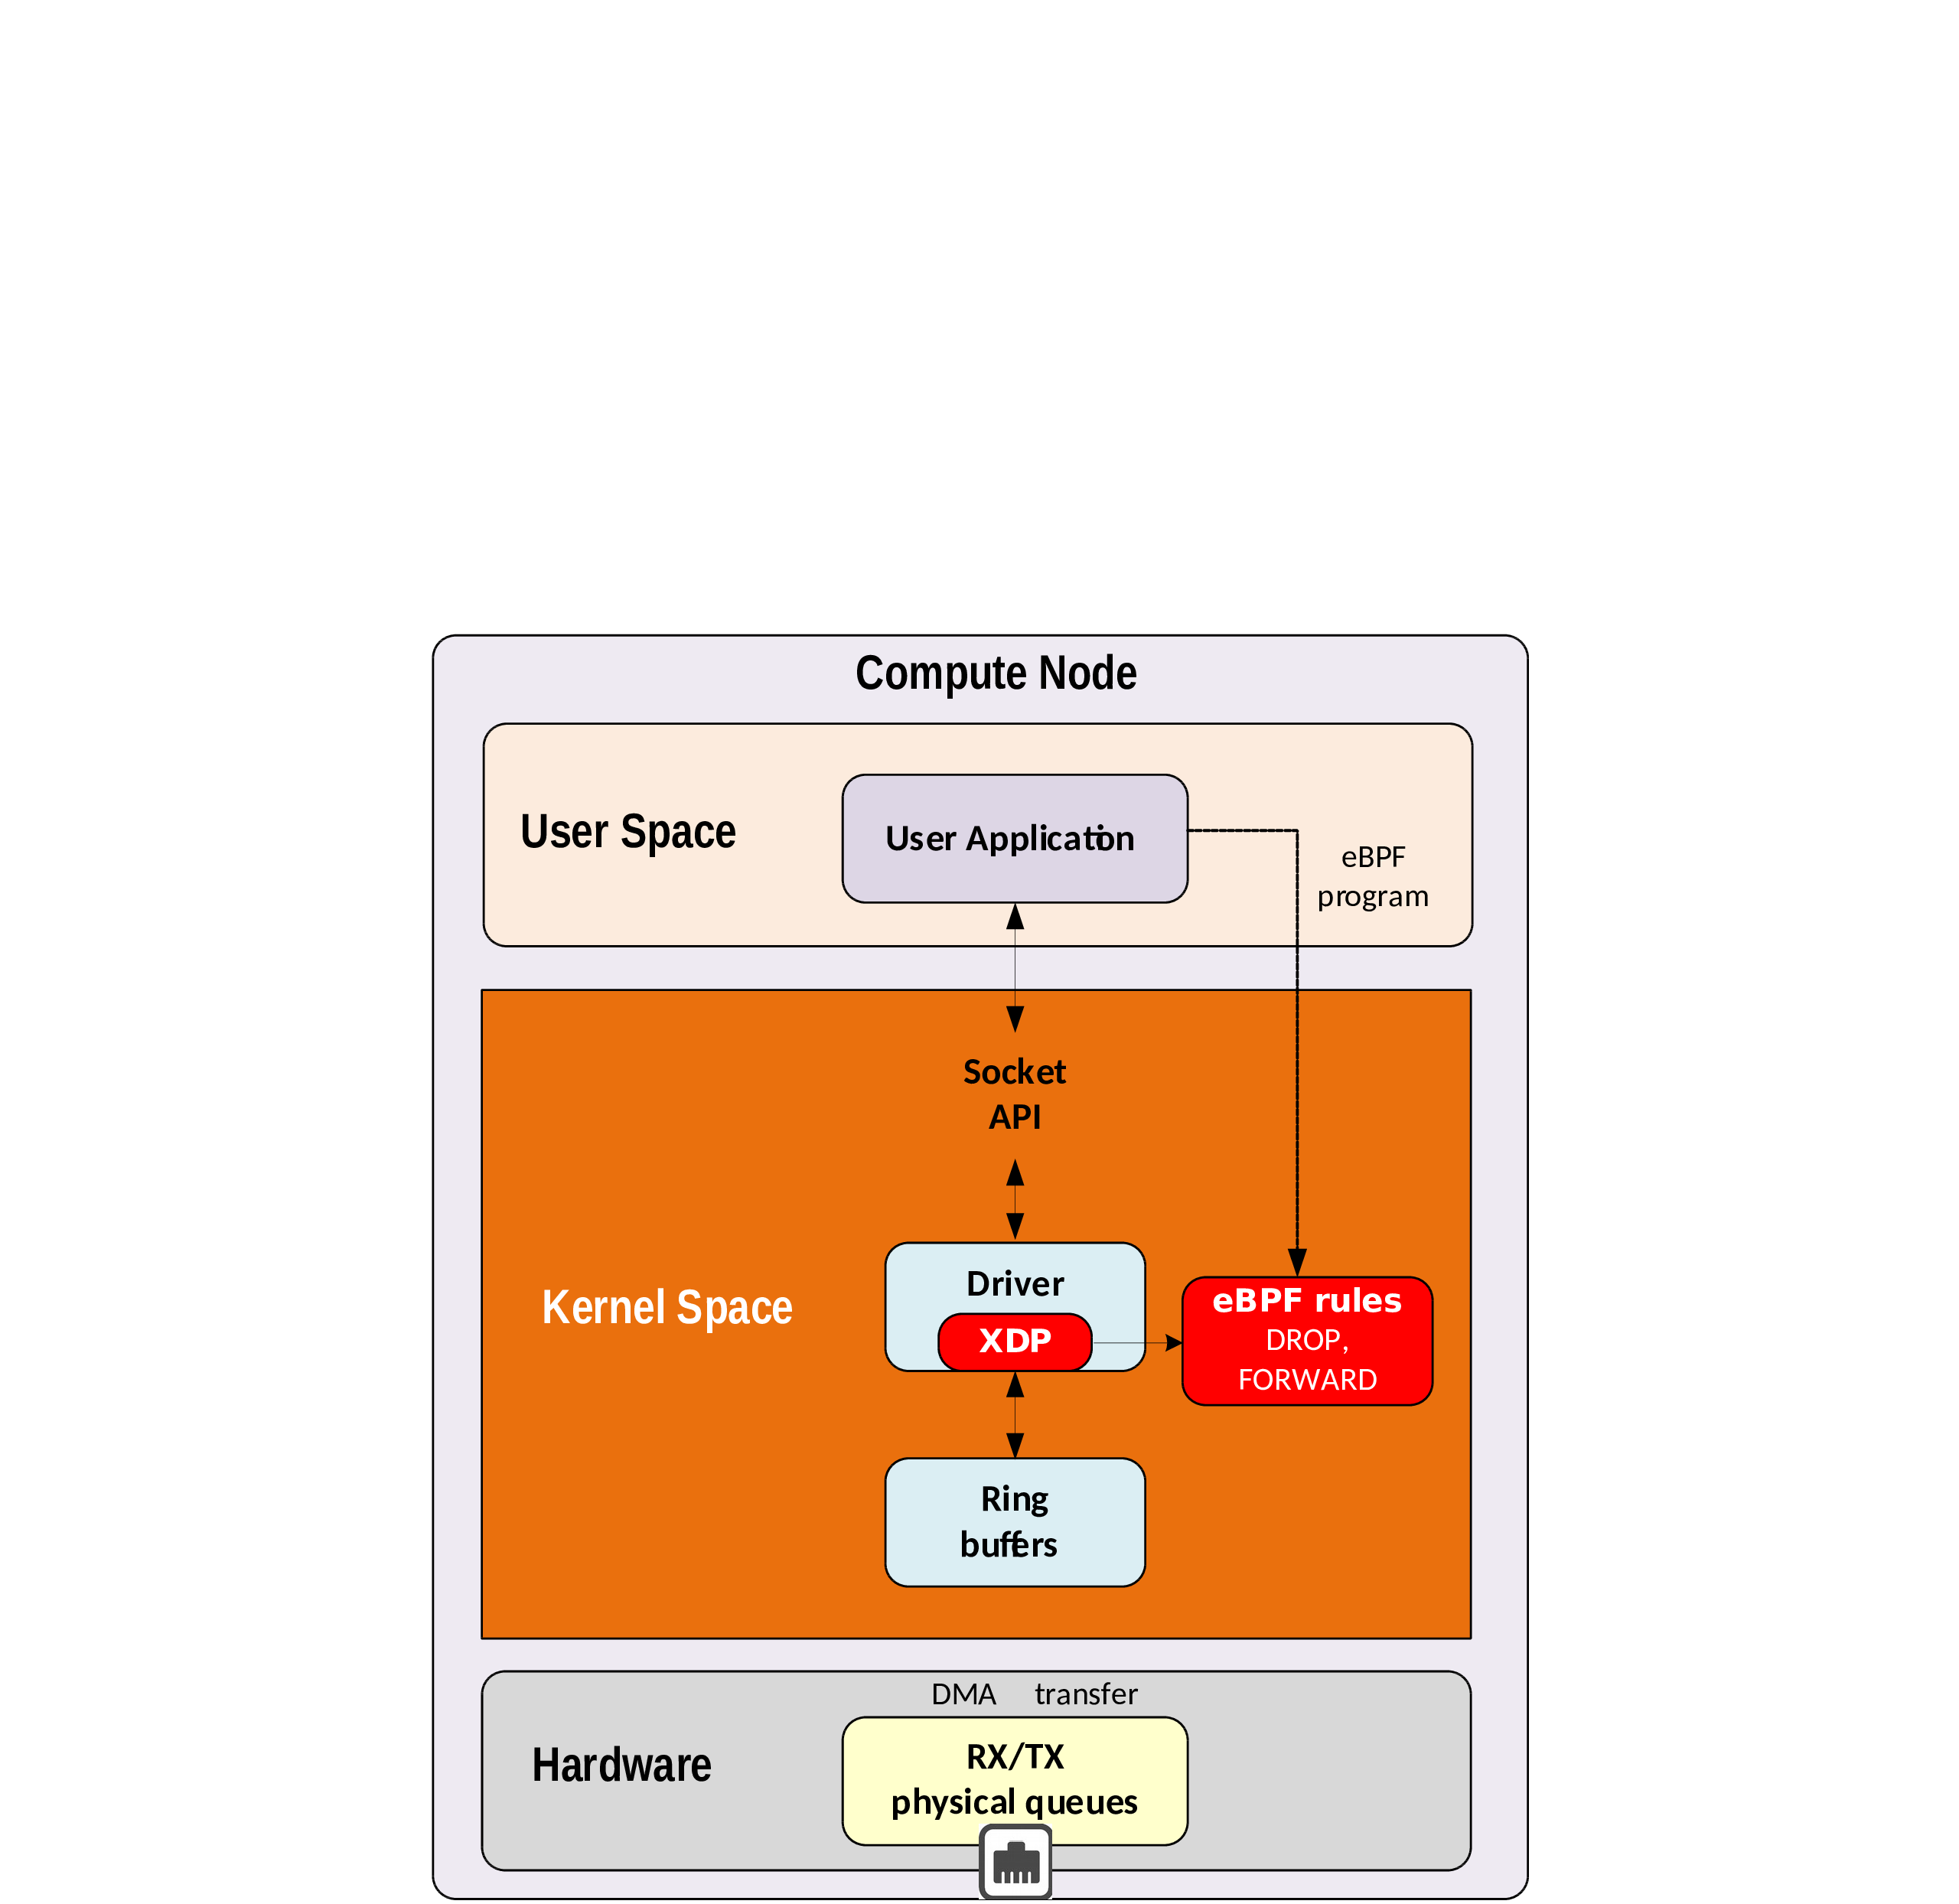 Compute Node
User Space
User Application
eBPF
program
Socket
API
Kernel Space
Driver
XDP
eBPF rules
DROP,
FORWARD
Ring
buffers
DMA transfer
Hardware
RX/TX
physical queues